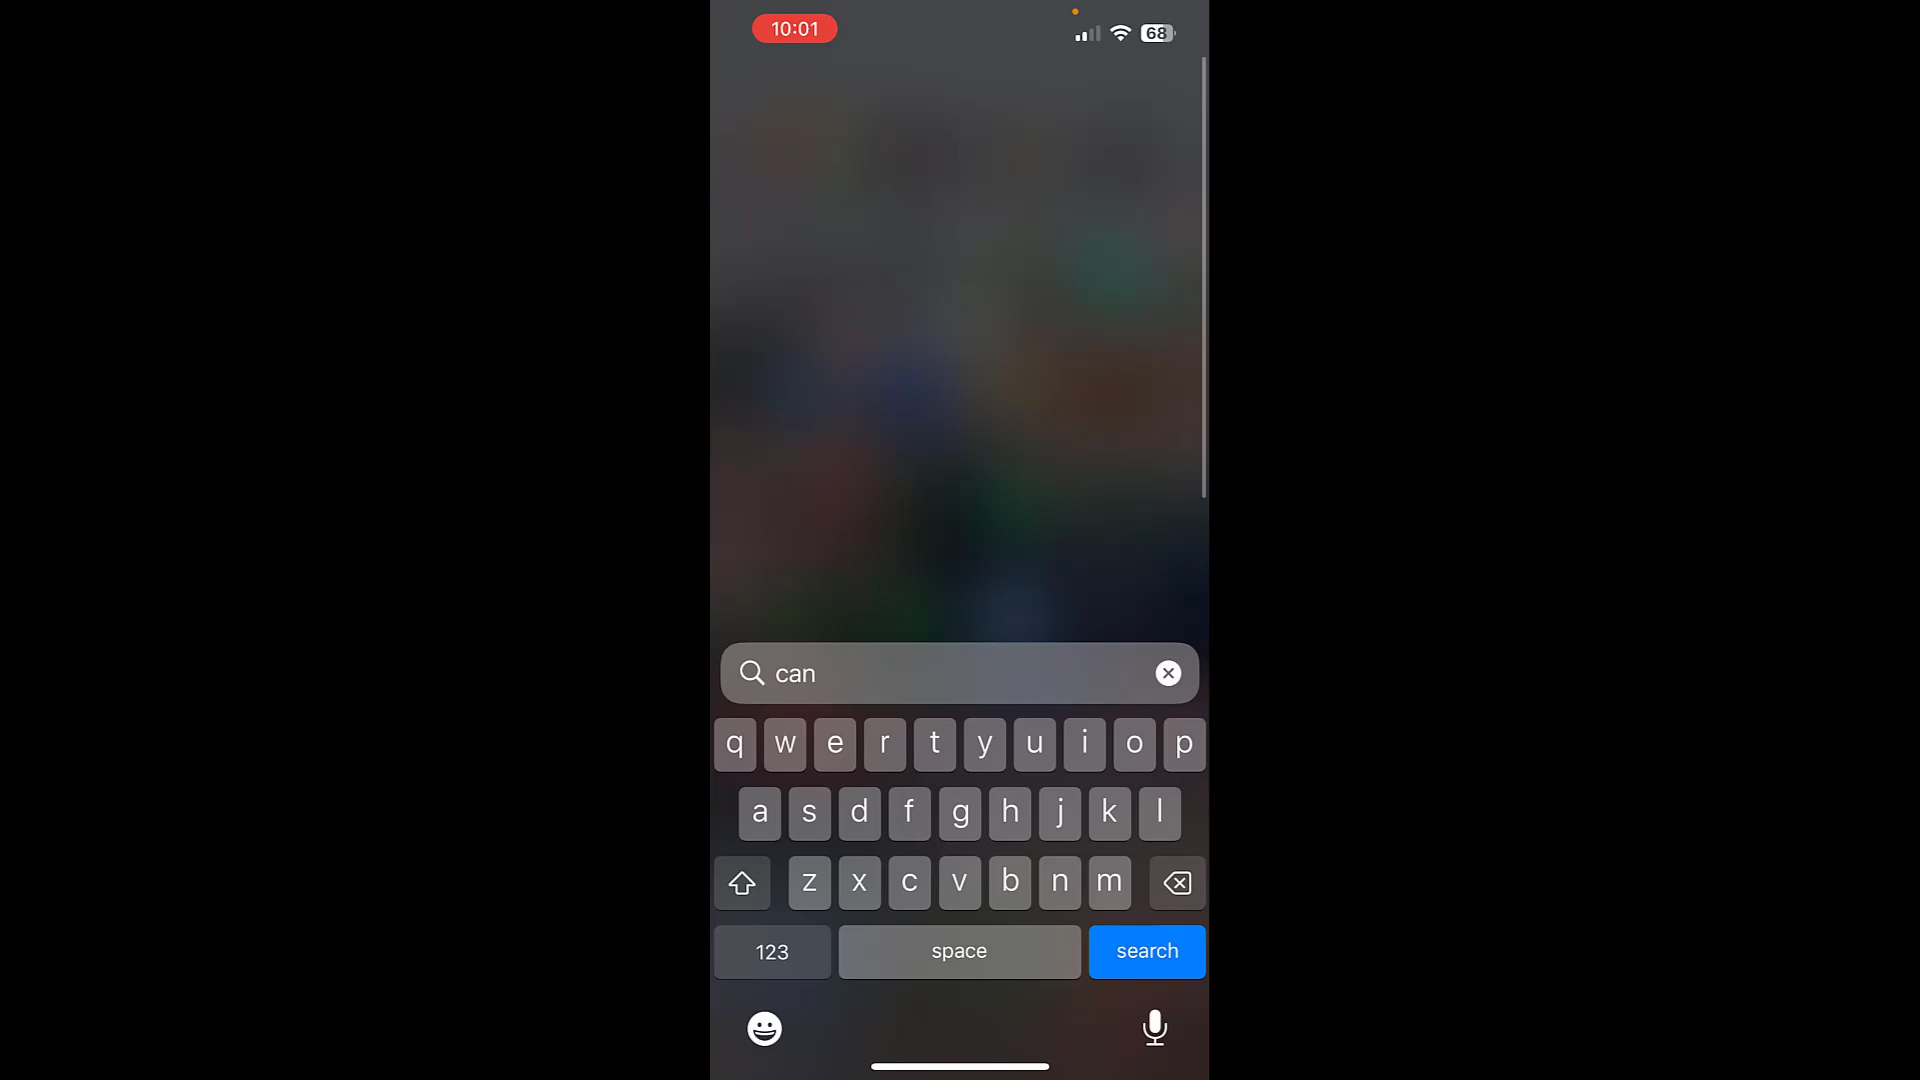 10:01
68
can
q w e r t y u i o p
a s d f g h j k l
z x c v b n m
123 space search